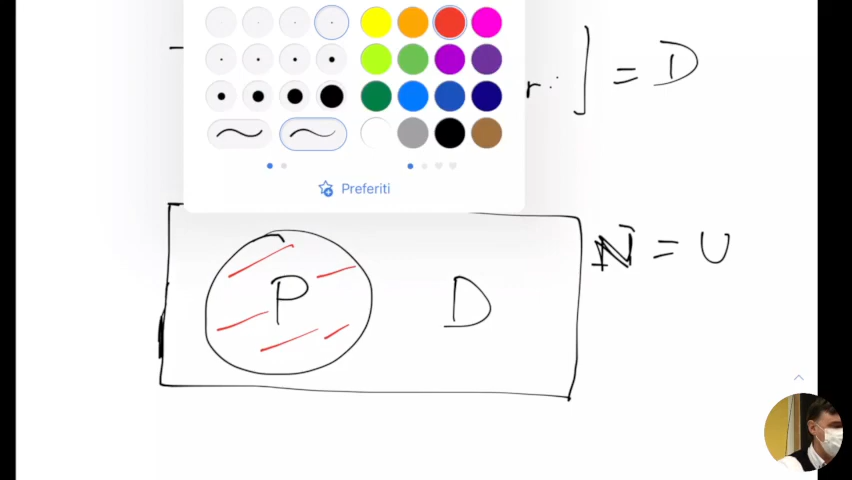 r.: ] = D
Preferiti
ℕ = U
P D